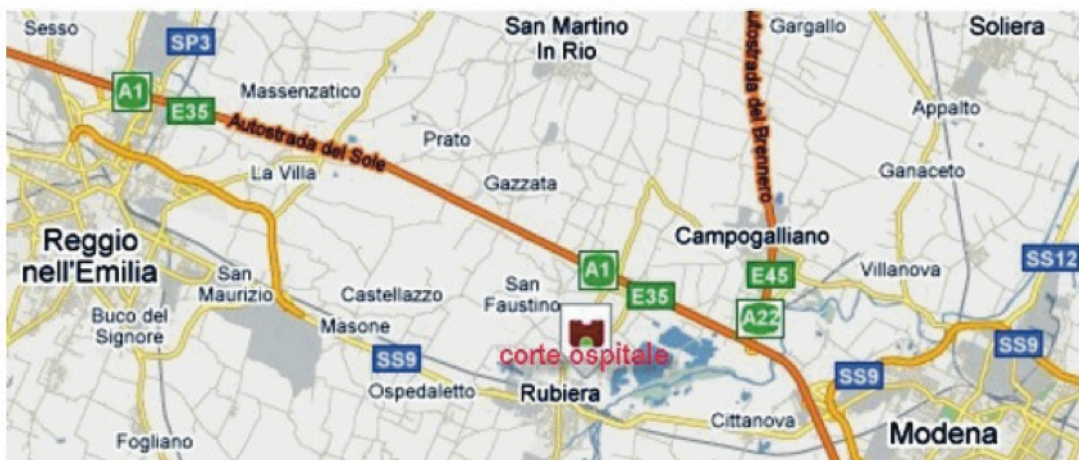 Sesso
SP3
San Martino
In Rio
Gargallo
Soliera
Autostrada del Brennero
A1
E35
Massenzatico
Appalto
Autostrada del Sole
Prato
La Villa
Gazzata
Ganaceto
Reggio
nell'Emilia
Campogalliano
San
Maurizio
Castellazzo
San
Faustino
A1
E35
E45
Villanova
SS12
Buco del
Signore
Masone
A22
SS9
corte ospitale
SS9
SS9
Ospedaletto
Rubiera
Cittanova
Modena
Fogliano